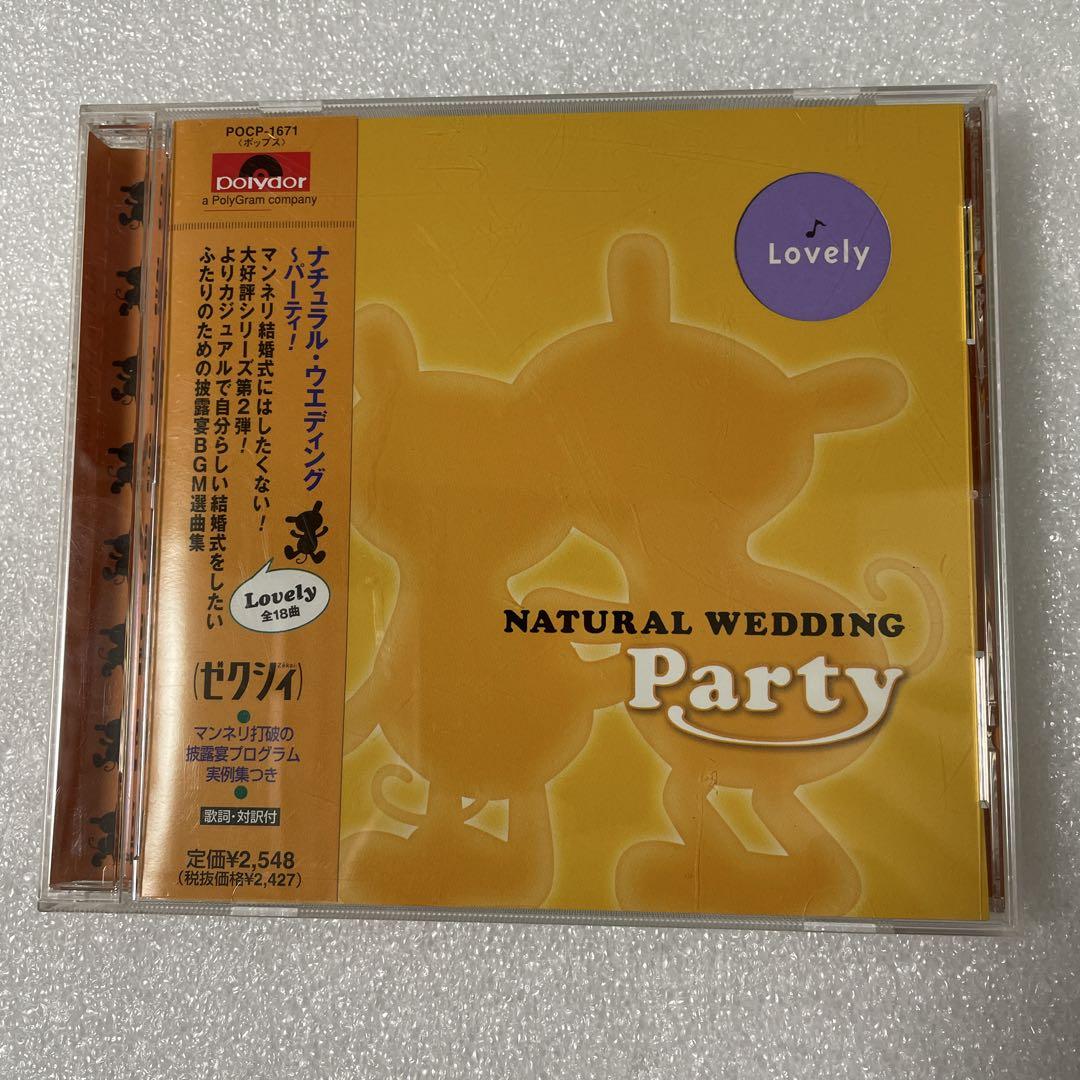 POCP-1671
〈ポップス〉
polydor
a PolyGram company
ナチュラル・ウエディング
～パーティ！
マンネリ結婚式にはしたくない！
大好評シリーズ第2弾！
よりカジュアルで自分らしい結婚式をしたい
ふたりのための披露宴BGM選曲集
Lovely
全18曲
(ゼクシィ)
Zekui
マンネリ打破の
披露宴プログラム
実例集つき
歌詞・対訳付
定価¥2,548
(税抜価格¥2,427)
♪
Lovely
NATURAL WEDDING
Party